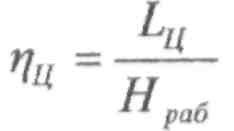 η_Ц = L_Ц / H_раб